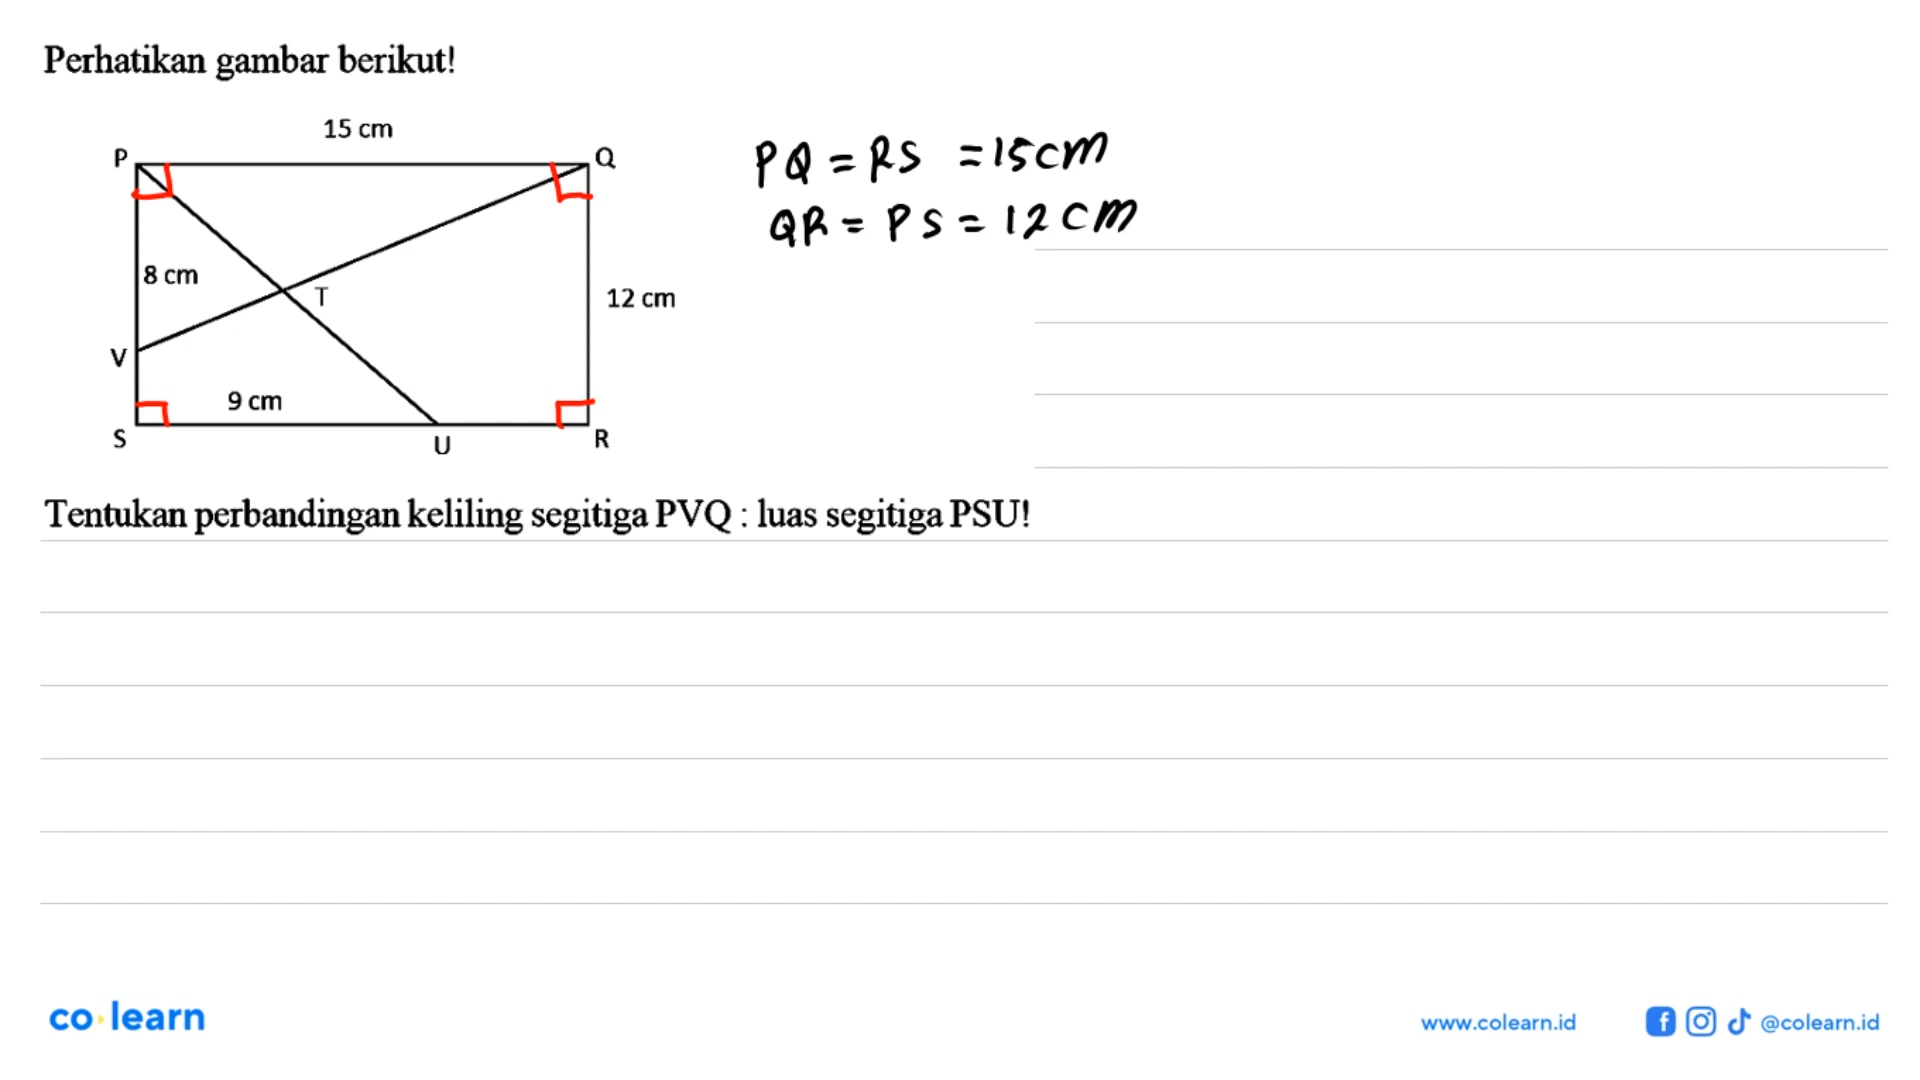 Perhatikan gambar berikut!
15 cm
P
Q
PQ = RS = 15 cm
QR = PS = 12 cm
8 cm
T
12 cm
V
9 cm
S
U
R
Tentukan perbandingan keliling segitiga PVQ : luas segitiga PSU!
co learn
www.colearn.id
@colearn.id